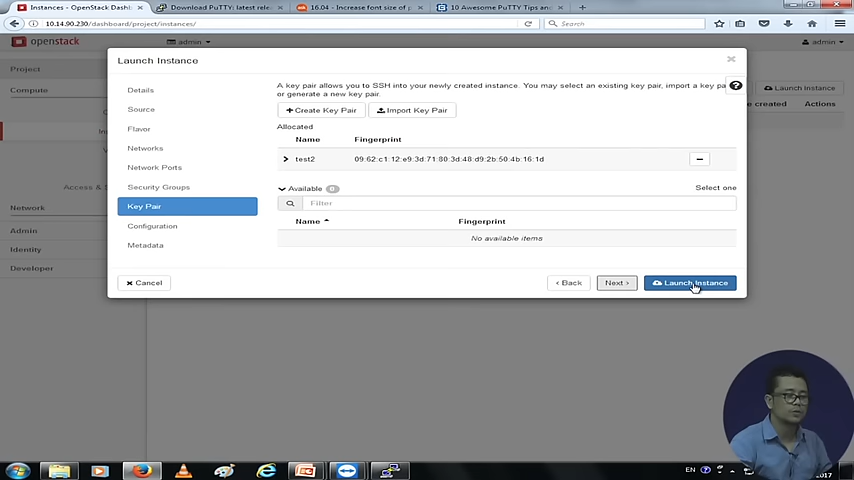 Instances - OpenStack Dash...
Download PuTTY: latest rele...
16.04 - Increase font size of p
10 Awesome PuTTY Tips and
10.14.90.230/dashboard/project/instances/
Search
openstack
admin
admin
Project
Compute
Network
Admin
Identity
Developer
Launch Instance
Actions
Launch Instance
Details
Source
Flavor
Networks
Network Ports
Security Groups
Key Pair
Configuration
Metadata
A key pair allows you to SSH into your newly created instance. You may select an existing key pair, import a key pa
or generate a new key pair.
+ Create Key Pair
Import Key Pair
Allocated
Name Fingerprint
test2 09:62:c1:12:e9:3d:71:80:3d:48:d9:2b:50:4b:16:1d
Available 0 Select one
Filter
Name Fingerprint
No available items
× Cancel
‹ Back
Next ›
Launch Instance
EN
2017